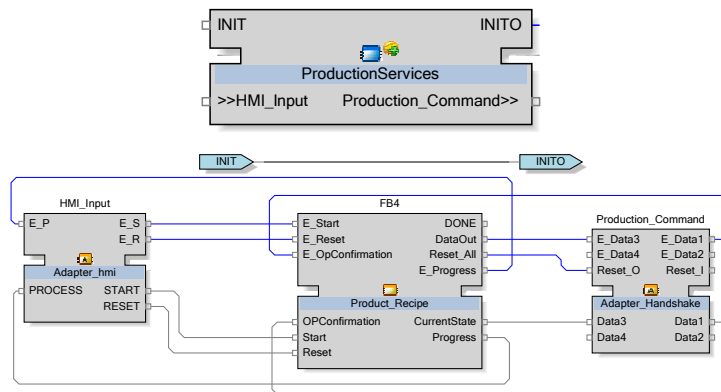 INIT INITO
ProductionServices
>>HMI_Input Production_Command>>
INIT INITO
HMI_Input FB4 Production_Command
E_P E_S
E_R
Adapter_hmi
PROCESS START
RESET
E_Start DONE
E_Reset DataOut
E_OpConfirmation Reset_All
E_Progress
Product_Recipe
OPConfirmation CurrentState
Start Progress
Reset
E_Data3 E_Data1
E_Data4 E_Data2
Reset_O Reset_I
Adapter_Handshake
Data3 Data1
Data4 Data2